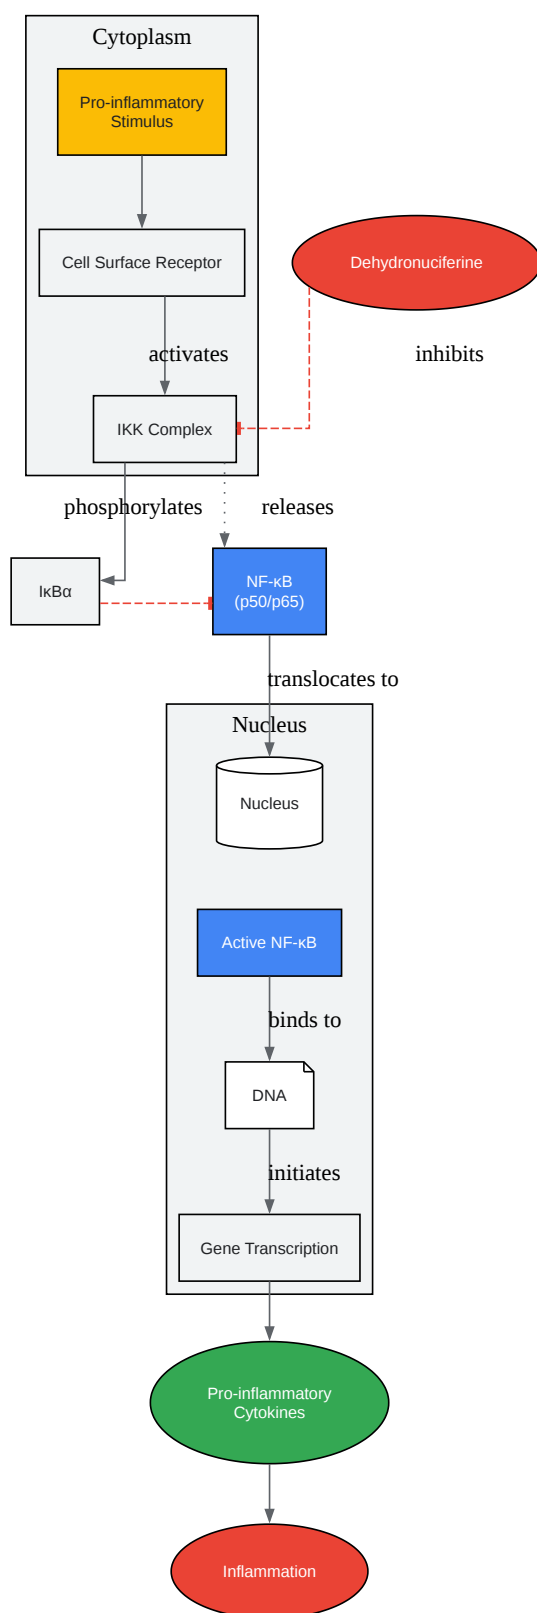 Cytoplasm
Pro-inflammatory
Stimulus
Cell Surface Receptor
Dehydronuciferine
activates
inhibits
IKK Complex
phosphorylates
releases
IκBα
NF-κB
(p50/p65)
translocates to
Nucleus
Nucleus
Active NF-κB
binds to
DNA
initiates
Gene Transcription
Pro-inflammatory
Cytokines
Inflammation